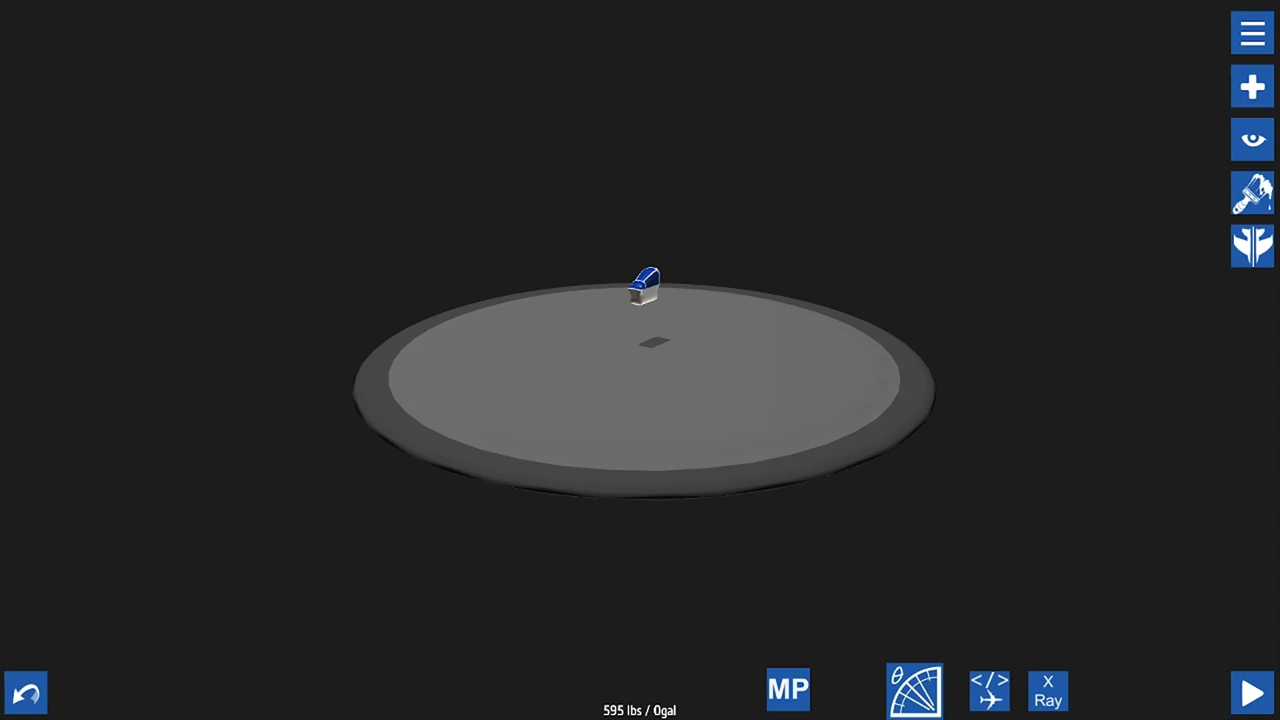 MP
θ
</>
X
Ray
595 lbs / 0gal